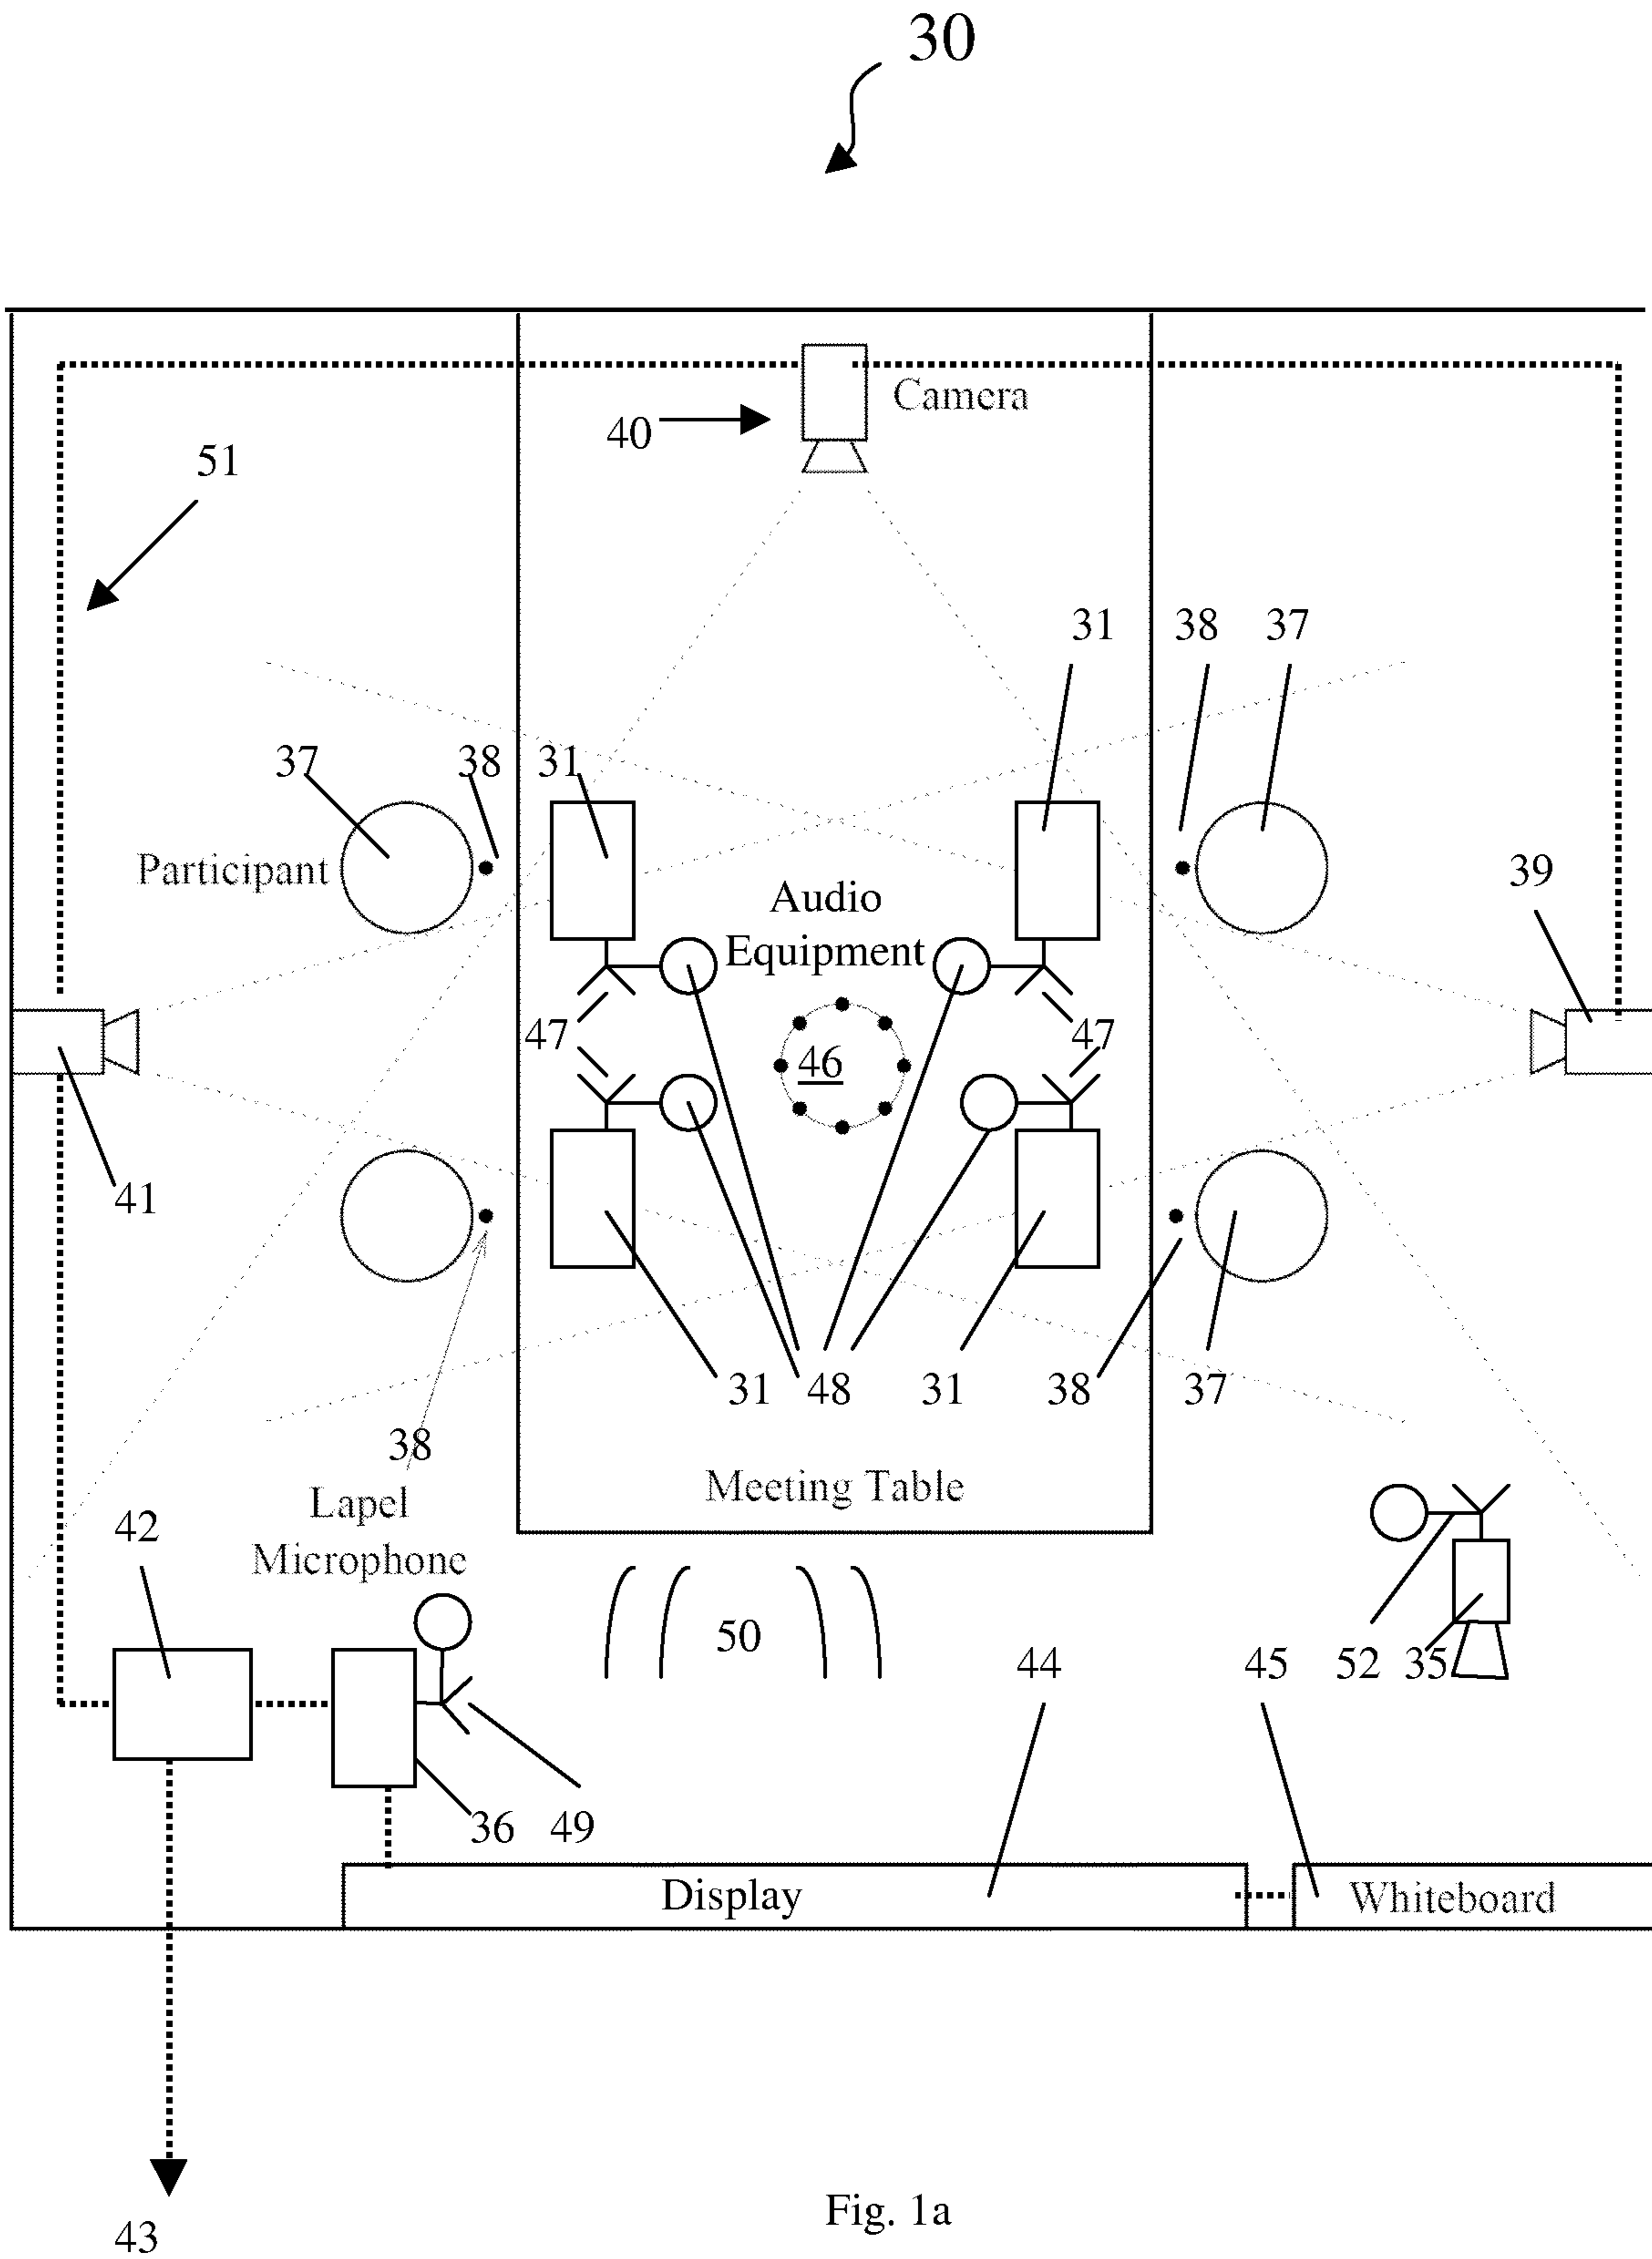 30
Camera
40
51
31 38 37
37 38 31
Participant
39
Audio
Equipment
47 47
46
41
31 48 31 38 37
38
Meeting Table
Lapel
Microphone
42
50
44 45 52 35
36 49
Display
Whiteboard
Fig. 1a
43